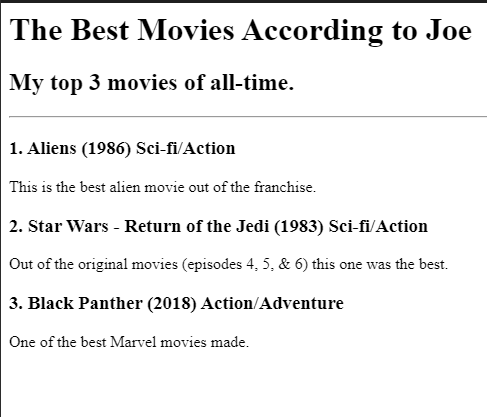 The Best Movies According to Joe
My top 3 movies of all-time.
1. Aliens (1986) Sci-fi/Action
This is the best alien movie out of the franchise.
2. Star Wars - Return of the Jedi (1983) Sci-fi/Action
Out of the original movies (episodes 4, 5, & 6) this one was the best.
3. Black Panther (2018) Action/Adventure
One of the best Marvel movies made.